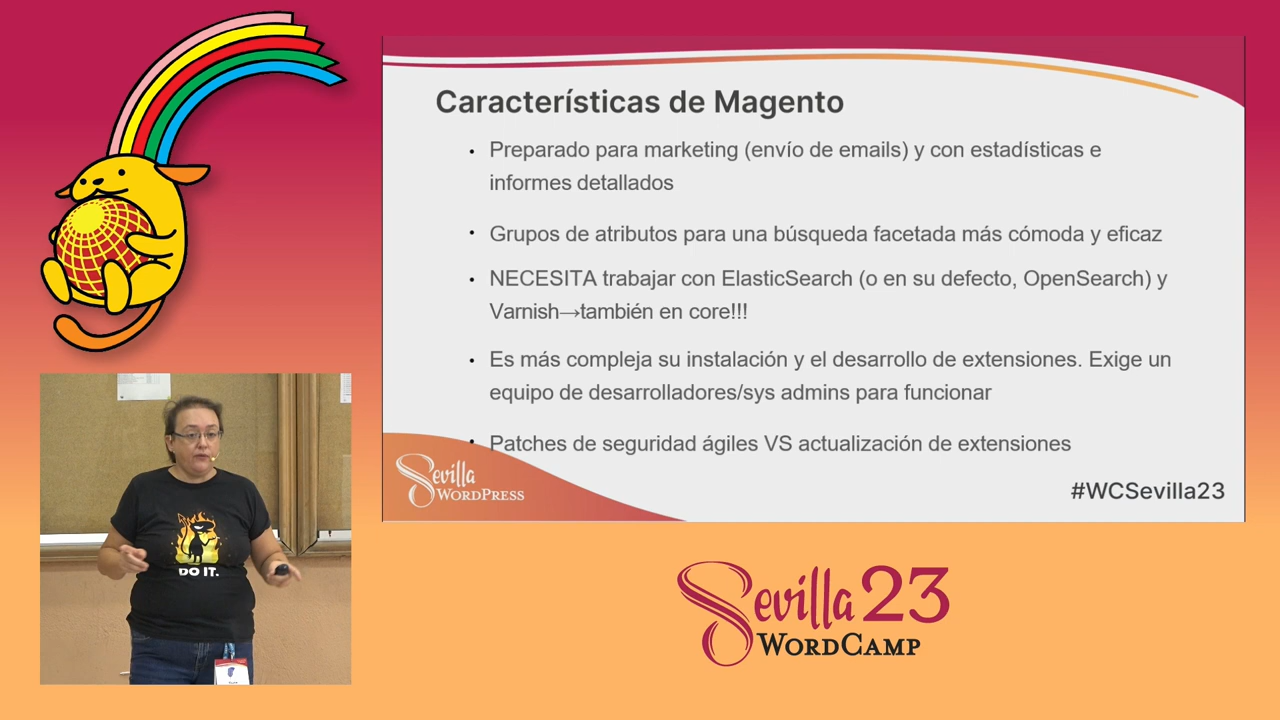 Características de Magento
Preparado para marketing (envío de emails) y con estadísticas e
informes detallados
Grupos de atributos para una búsqueda facetada más cómoda y eficaz
NECESITA trabajar con ElasticSearch (o en su defecto, OpenSearch) y
Varnish→también en core!!!
Es más compleja su instalación y el desarrollo de extensiones. Exige un
equipo de desarrolladores/sys admins para funcionar
Patches de seguridad ágiles VS actualización de extensiones
Sevilla
WORDPRESS
#WCSevilla23
DO IT.
Sevilla 23
WORDCAMP